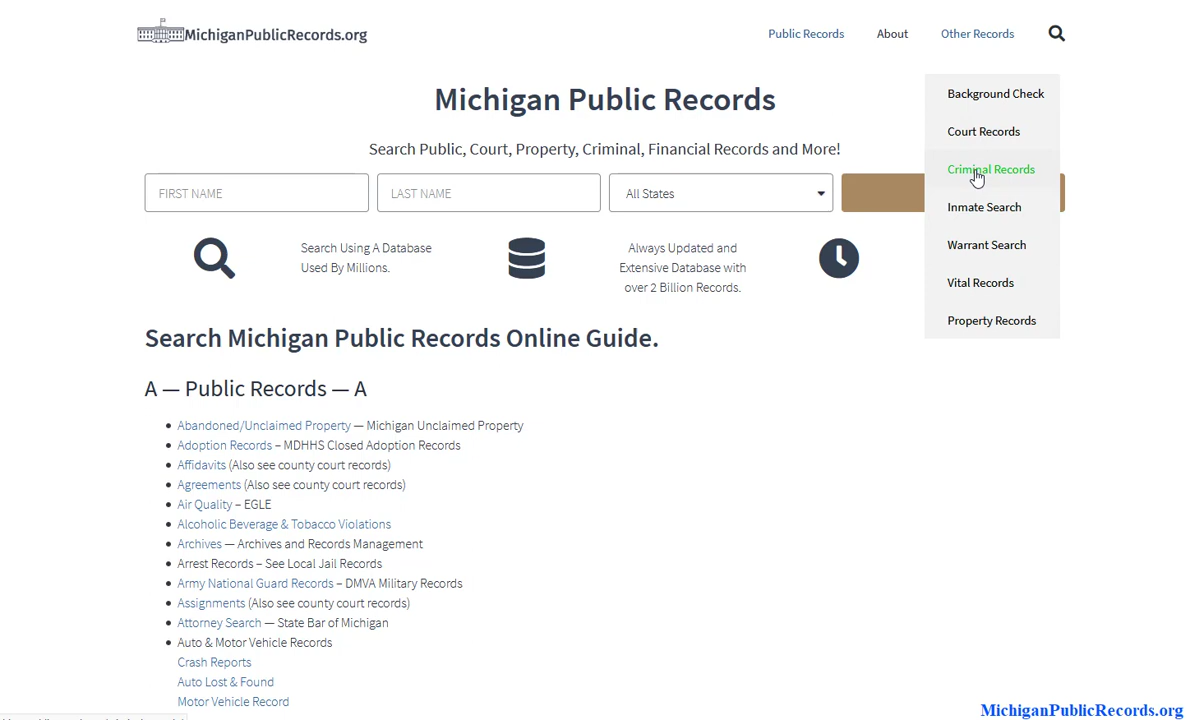 MichiganPublicRecords.org
Public Records
About
Other Records
Background Check
Court Records
Criminal Records
Inmate Search
Warrant Search
Vital Records
Property Records
Michigan Public Records
Search Public, Court, Property, Criminal, Financial Records and More!
FIRST NAME
LAST NAME
All States
Search Using A Database
Used By Millions.
Always Updated and
Extensive Database with
over 2 Billion Records.
Search Michigan Public Records Online Guide.
A — Public Records — A
Abandoned/Unclaimed Property — Michigan Unclaimed Property
Adoption Records – MDHHS Closed Adoption Records
Affidavits (Also see county court records)
Agreements (Also see county court records)
Air Quality – EGLE
Alcoholic Beverage & Tobacco Violations
Archives — Archives and Records Management
Arrest Records – See Local Jail Records
Army National Guard Records – DMVA Military Records
Assignments (Also see county court records)
Attorney Search — State Bar of Michigan
Auto & Motor Vehicle Records
Crash Reports
Auto Lost & Found
Motor Vehicle Record
MichiganPublicRecords.org